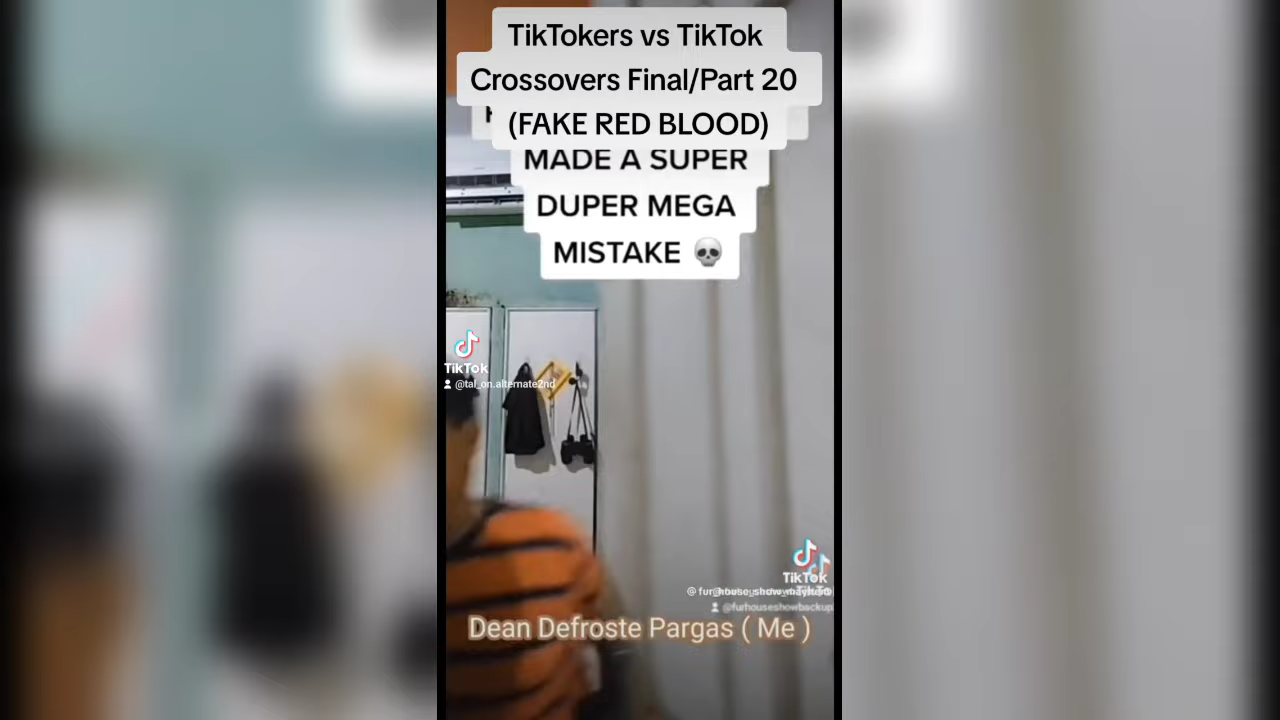 TikTokers vs TikTok
Crossovers Final/Part 20
(FAKE RED BLOOD)
MADE A SUPER
DUPER MEGA
MISTAKE 💀
TikTok
@tal_on.alternate2nd
TikTok
@furhouseshowbackup
Dean Defroste Pargas ( Me )